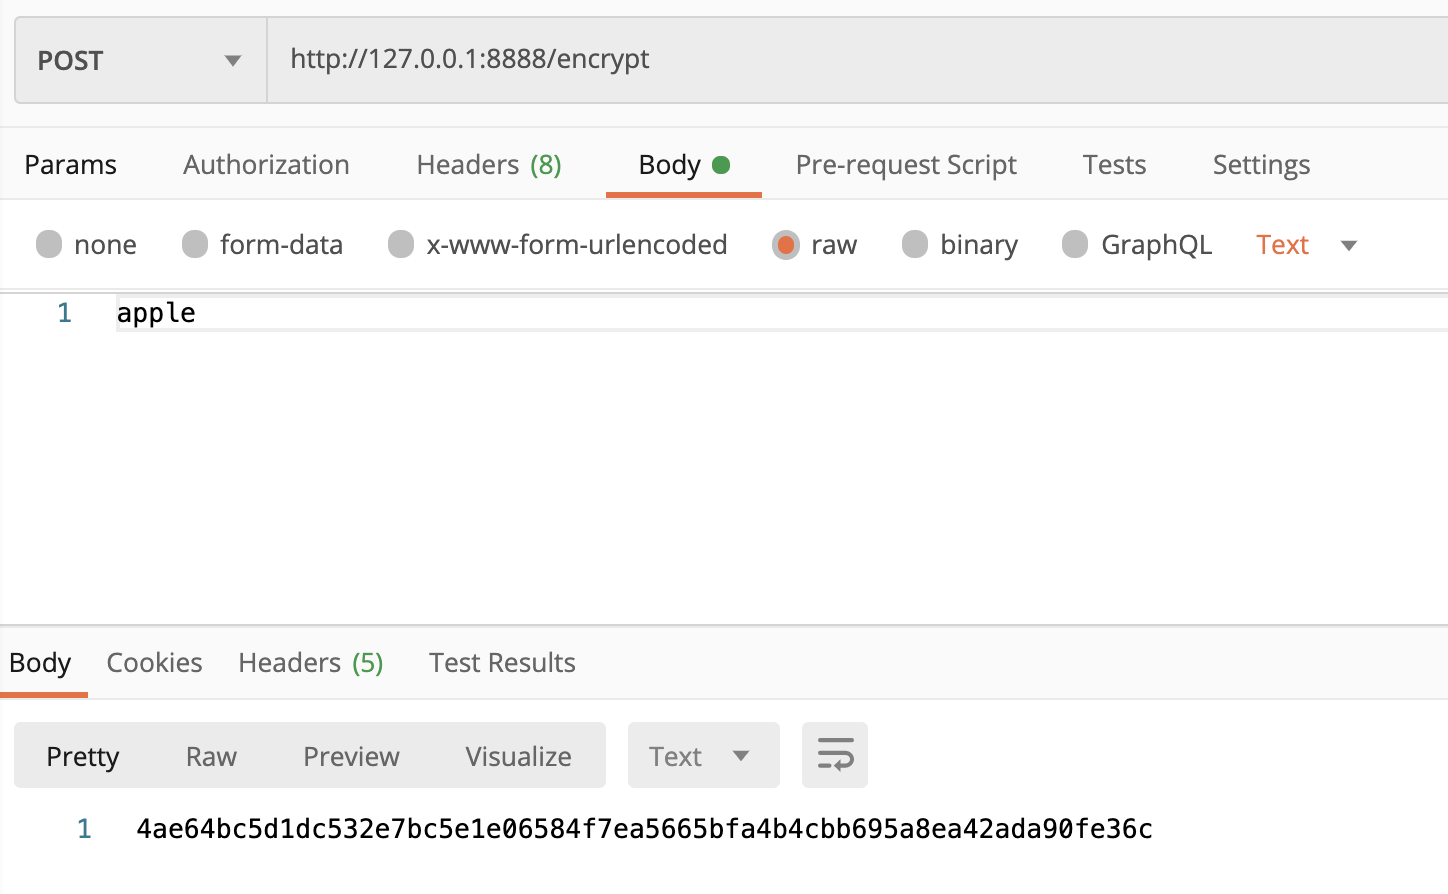 POST http://127.0.0.1:8888/encrypt
Params Authorization Headers (8) Body Pre-request Script Tests Settings
none form-data x-www-form-urlencoded raw binary GraphQL Text
1 apple
Body Cookies Headers (5) Test Results
Pretty Raw Preview Visualize Text
1 4ae64bc5d1dc532e7bc5e1e06584f7ea5665bfa4b4cbb695a8ea42ada90fe36c